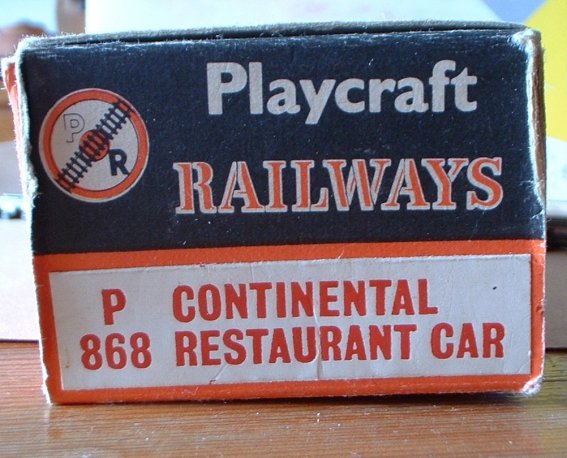 Playcraft
P
R
RAILWAYS
P CONTINENTAL
868 RESTAURANT CAR